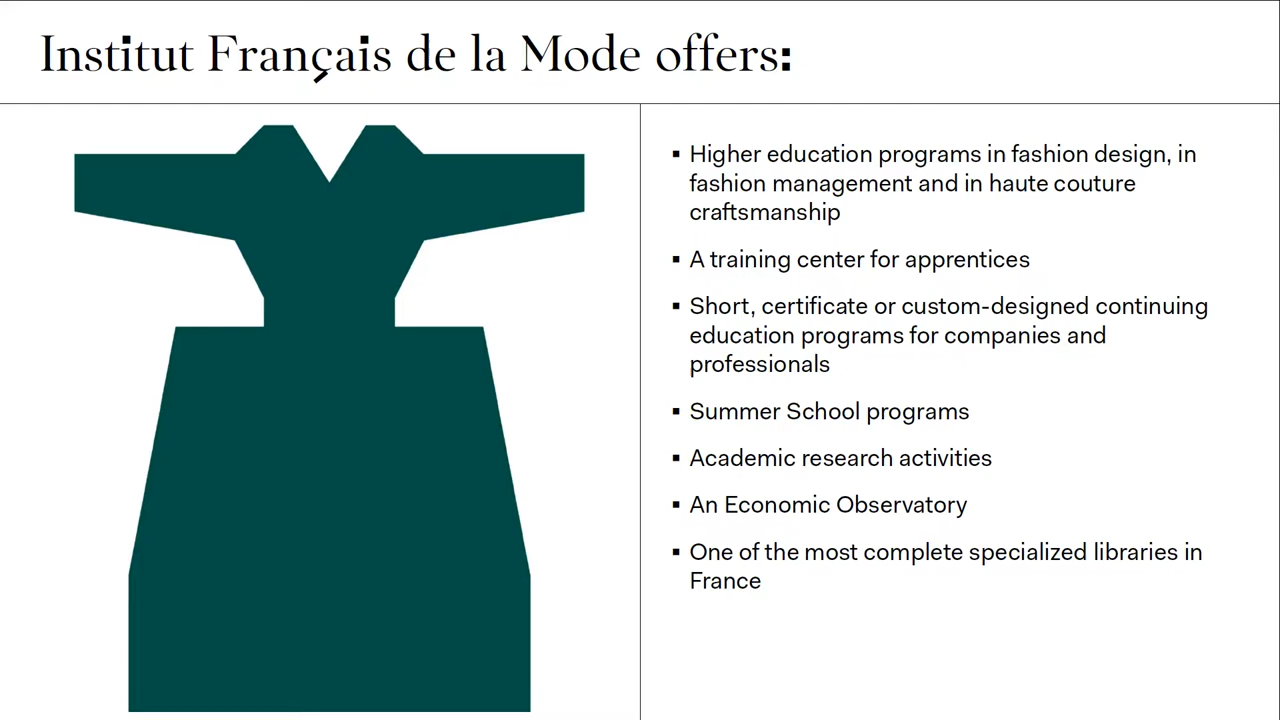 Institut Français de la Mode offers:
▪ Higher education programs in fashion design, in
fashion management and in haute couture
craftsmanship
▪ A training center for apprentices
▪ Short, certificate or custom-designed continuing
education programs for companies and
professionals
▪ Summer School programs
▪ Academic research activities
▪ An Economic Observatory
▪ One of the most complete specialized libraries in
France